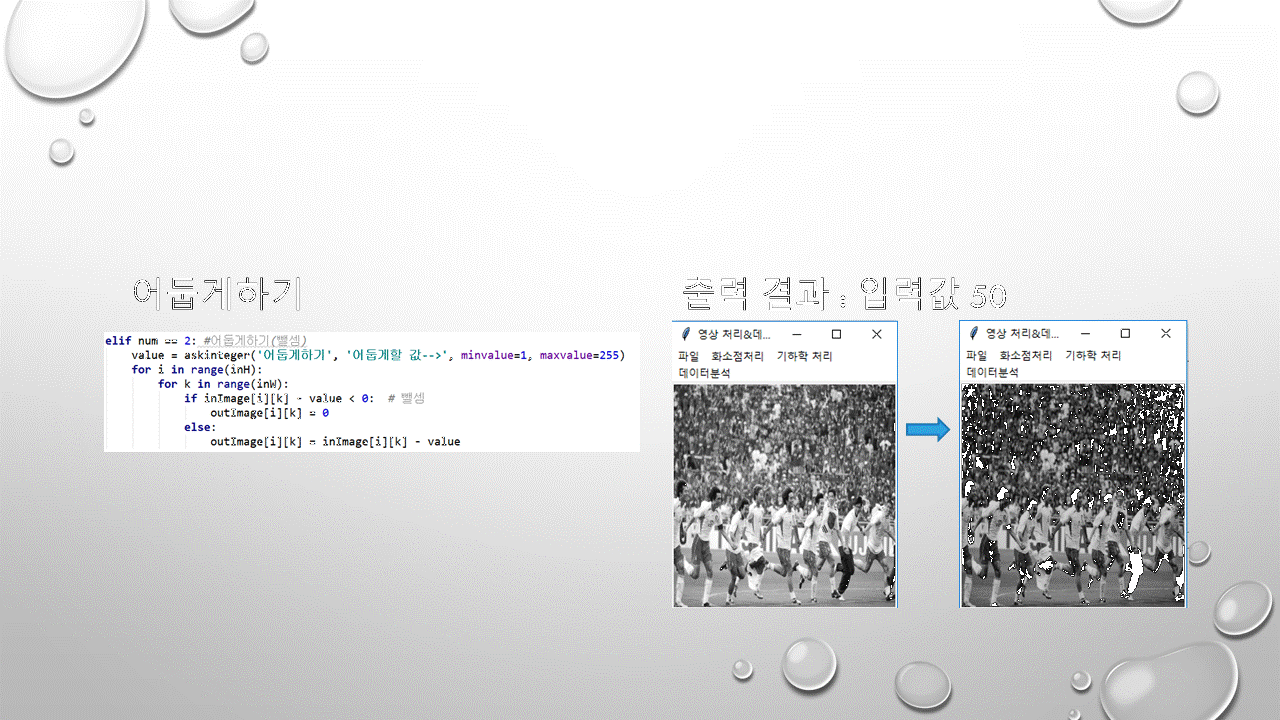 어둡게하기
elif num == 2: #어둡게하기(뺄셈)
    value = askinteger('어둡게하기', '어둡게할 값-->', minvalue=1, maxvalue=255)
    for i in range(inH):
        for k in range(inW):
            if inImage[i][k] - value < 0:  # 뺄셈
                outImage[i][k] = 0
            else:
                outImage[i][k] = inImage[i][k] - value
출력 결과 : 입력값 50
영상 처리&데...
파일 화소점처리 기하학 처리
데이터분석
영상 처리&데...
파일 화소점처리 기하학 처리
데이터분석